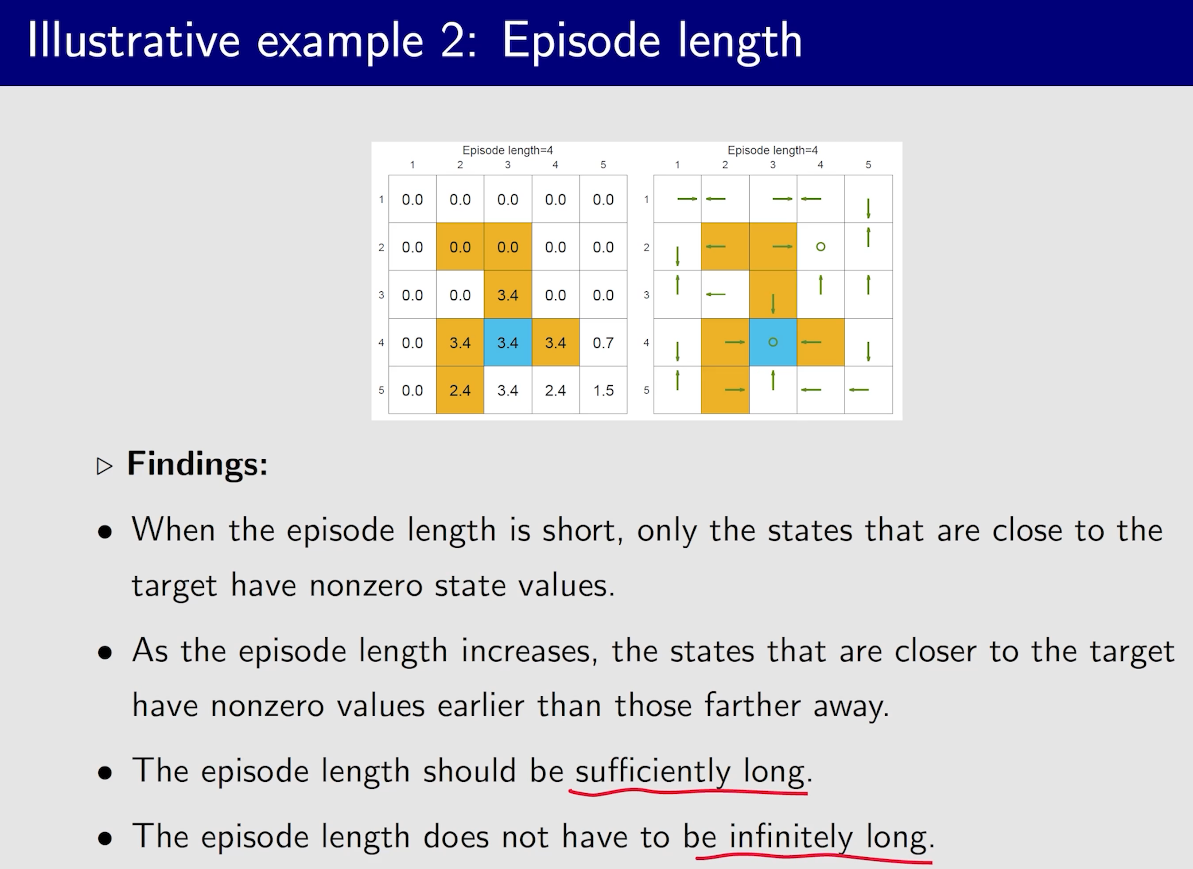 Illustrative example 2: Episode length
Episode length=4
1 2 3 4 5
1 0.0 0.0 0.0 0.0 0.0
2 0.0 0.0 0.0 0.0 0.0
3 0.0 0.0 3.4 0.0 0.0
4 0.0 3.4 3.4 3.4 0.7
5 0.0 2.4 3.4 2.4 1.5
Episode length=4
1 2 3 4 5
1
2
3
4
5
▷ Findings:
• When the episode length is short, only the states that are close to the
target have nonzero state values.
• As the episode length increases, the states that are closer to the target
have nonzero values earlier than those farther away.
• The episode length should be sufficiently long.
• The episode length does not have to be infinitely long.